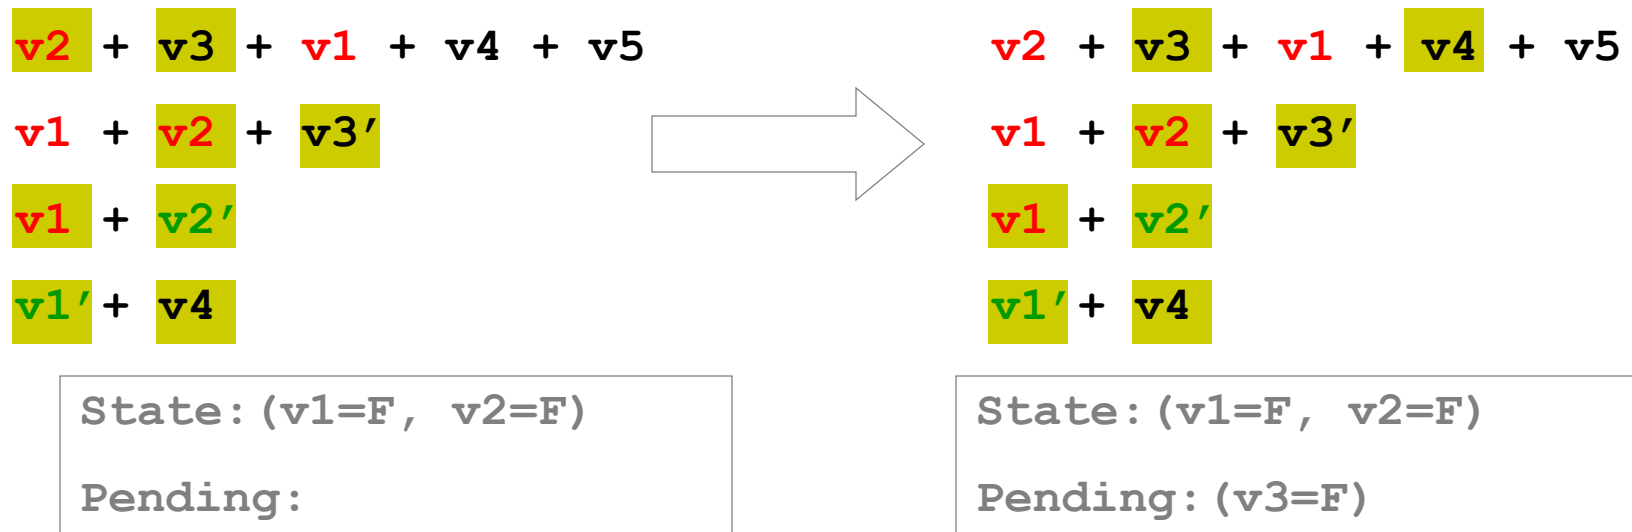 v2 + v3 + v1 + v4 + v5
v1 + v2 + v3′
v1 + v2′
v1′ + v4
State:(v1=F, v2=F)
Pending:
v2 + v3 + v1 + v4 + v5
v1 + v2 + v3′
v1 + v2′
v1′ + v4
State:(v1=F, v2=F)
Pending:(v3=F)